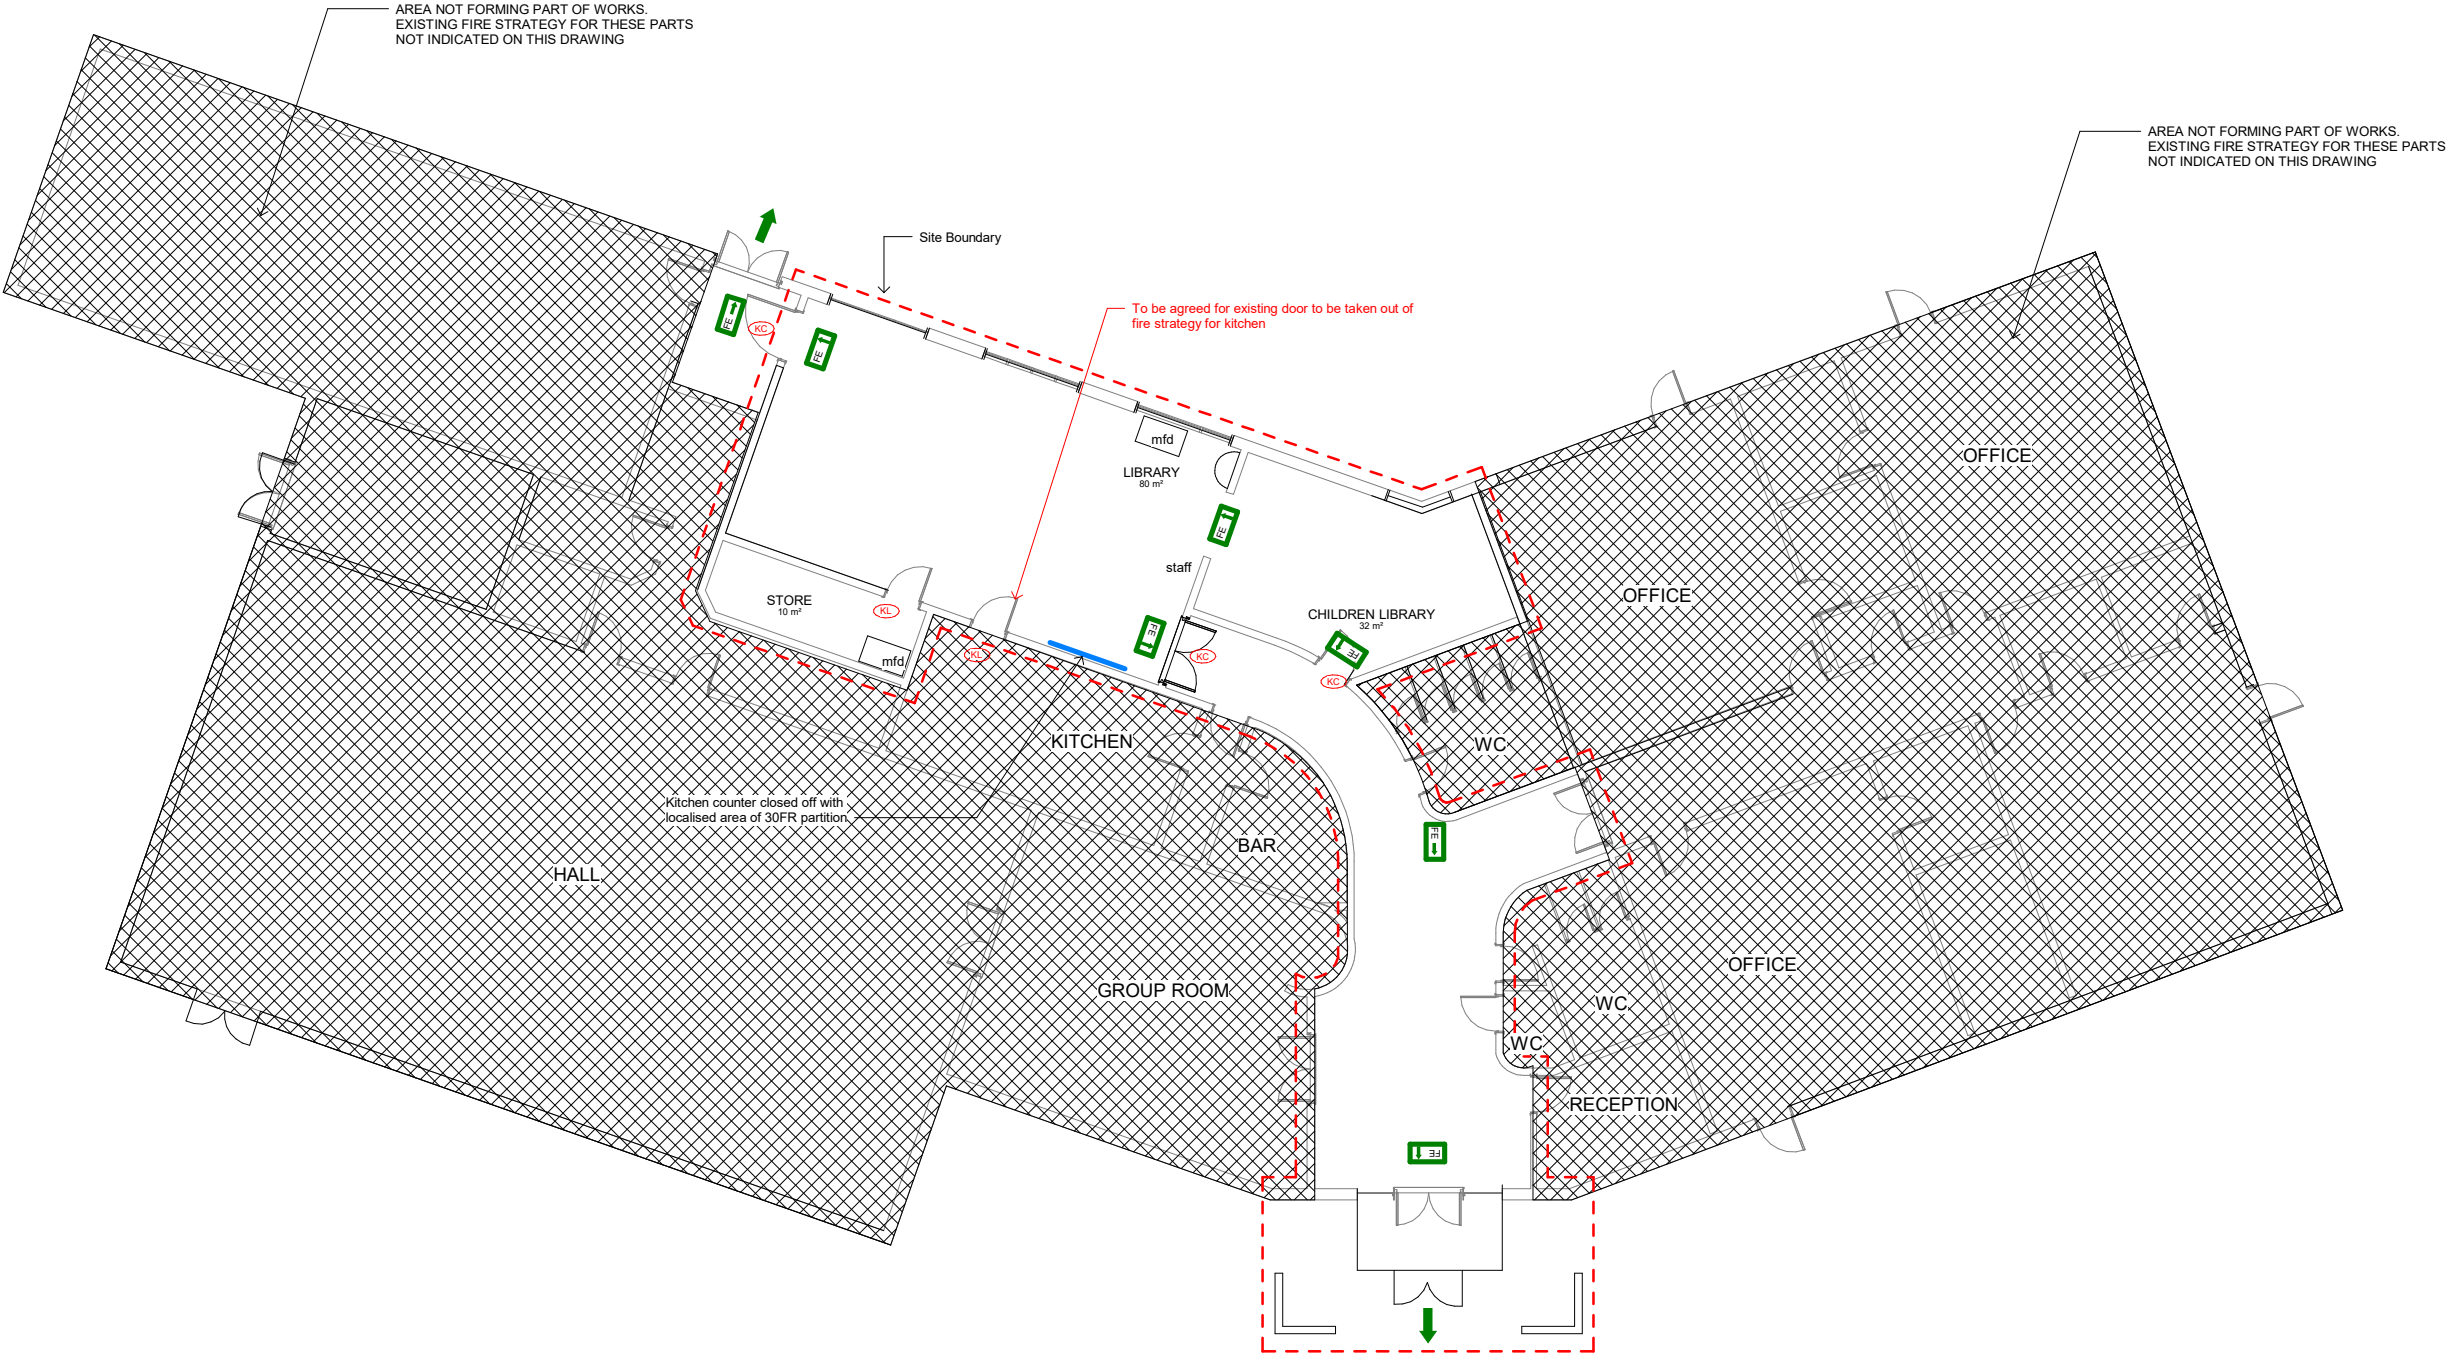 AREA NOT FORMING PART OF WORKS.
EXISTING FIRE STRATEGY FOR THESE PARTS
NOT INDICATED ON THIS DRAWING
AREA NOT FORMING PART OF WORKS.
EXISTING FIRE STRATEGY FOR THESE PARTS
NOT INDICATED ON THIS DRAWING
Site Boundary
To be agreed for existing door to be taken out of
fire strategy for kitchen
FE
KC
FE
mfd
LIBRARY
80 m²
OFFICE
FE
staff
STORE
10 m²
KL
OFFICE
CHILDREN LIBRARY
32 m²
FE
FE
KL
KC
mfd
KC
KITCHEN
WC
Kitchen counter closed off with
localised area of 30FR partition
FE
BAR
HALL
OFFICE
GROUP ROOM
WC
WC
RECEPTION
FE